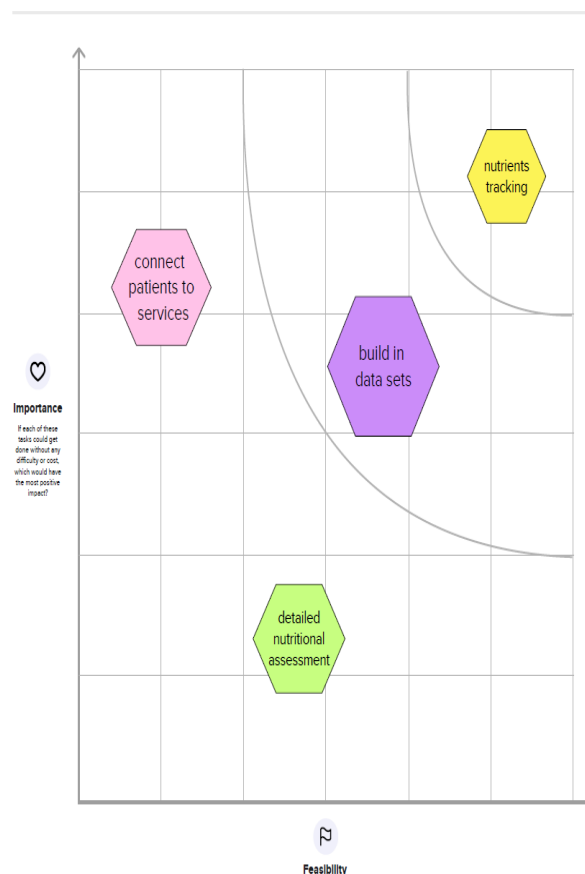 nutrients
tracking
connect
patients to
services
build in
data sets
Importance
If each of these
tasks could get
done without any
difficulty or cost,
which would have
the most positive
impact?
detailed
nutritional
assessment
Feasibility